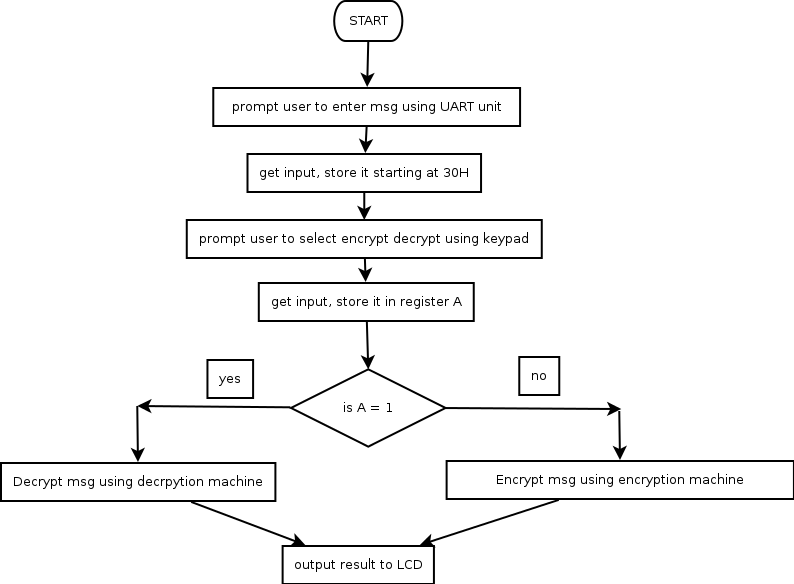 START
prompt user to enter msg using UART unit
get input, store it starting at 30H
prompt user to select encrypt decrypt using keypad
get input, store it in register A
yes
no
is A = 1
Decrypt msg using decrpytion machine
Encrypt msg using encryption machine
output result to LCD